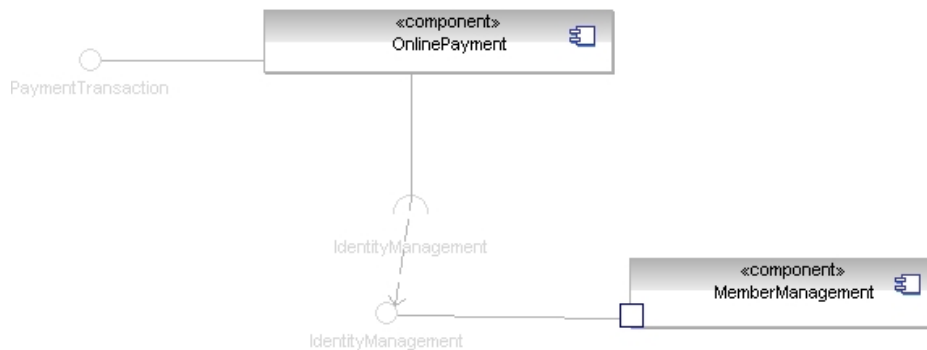 «component»
OnlinePayment
PaymentTransaction
IdentityManagement
«component»
MemberManagement
IdentityManagement